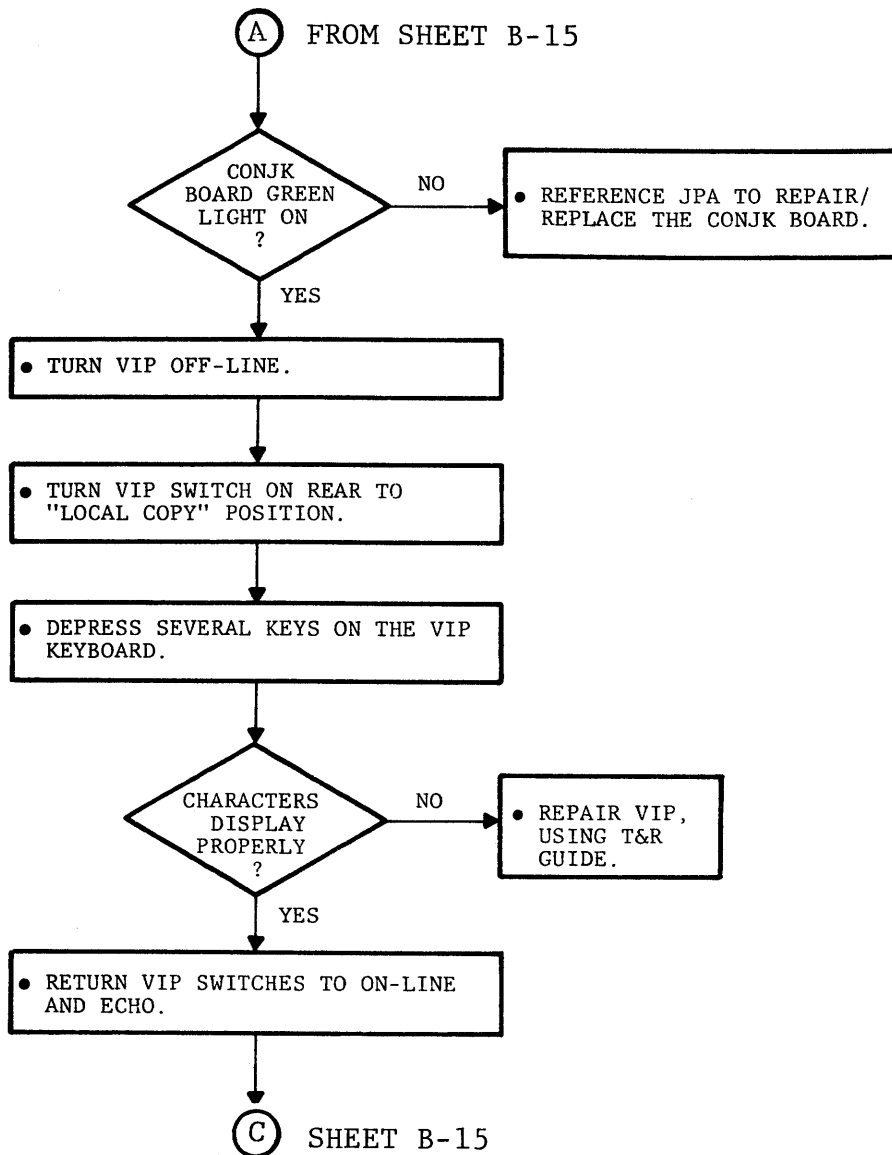 A FROM SHEET B-15
CONJK
BOARD GREEN
LIGHT ON
?
NO
• REFERENCE JPA TO REPAIR/
REPLACE THE CONJK BOARD.
YES
• TURN VIP OFF-LINE.
• TURN VIP SWITCH ON REAR TO
"LOCAL COPY" POSITION.
• DEPRESS SEVERAL KEYS ON THE VIP
KEYBOARD.
CHARACTERS
DISPLAY
PROPERLY
?
NO
• REPAIR VIP,
USING T&R
GUIDE.
YES
• RETURN VIP SWITCHES TO ON-LINE
AND ECHO.
C SHEET B-15